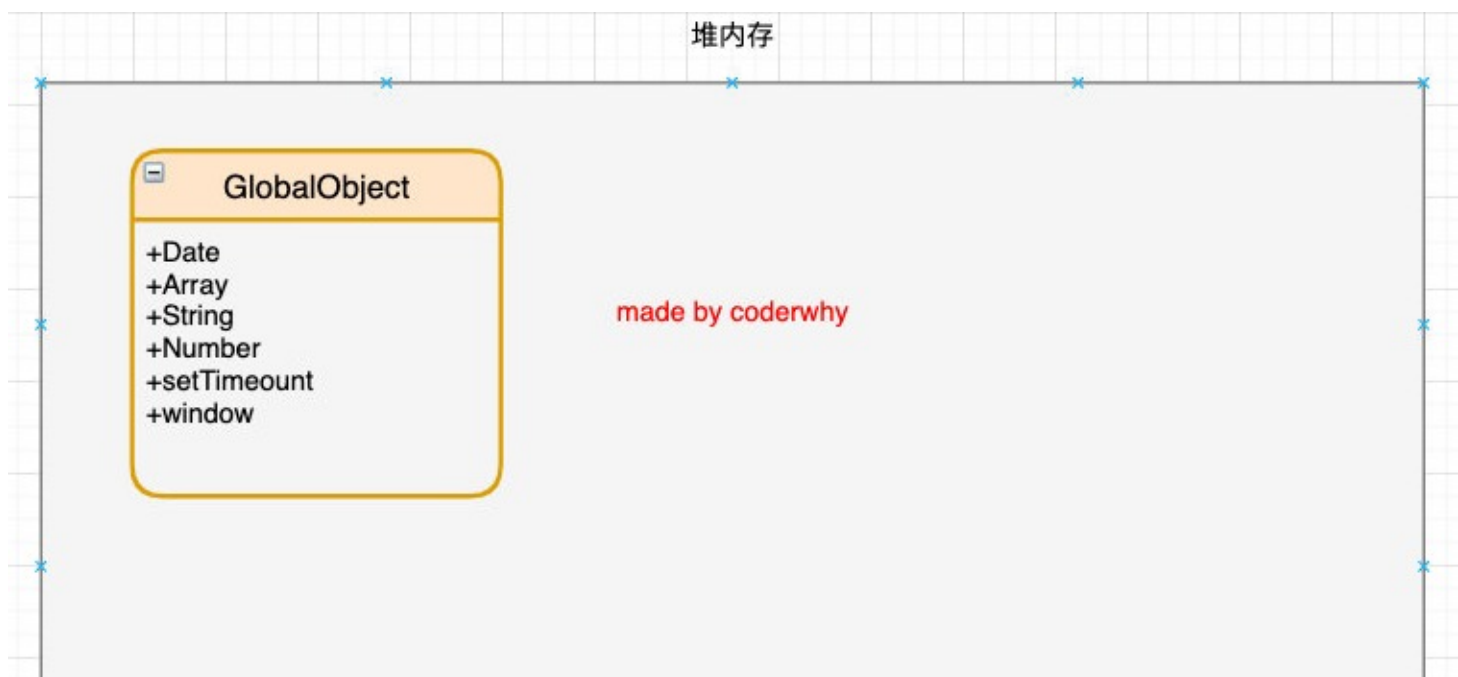 堆内存
GlobalObject
+Date
+Array
+String
+Number
+setTimeount
+window
made by coderwhy